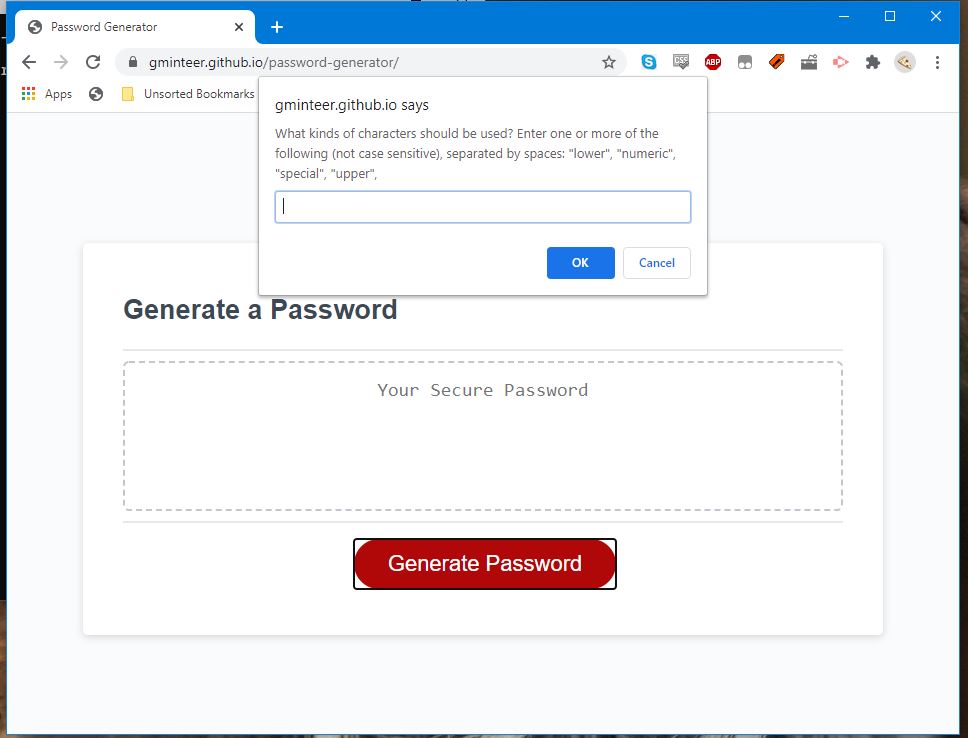 Password Generator
gminteer.github.io/password-generator/
ABP
Apps
Unsorted Bookmarks
gminteer.github.io says
What kinds of characters should be used? Enter one or more of the
following (not case sensitive), separated by spaces: "lower", "numeric",
"special", "upper",
OK
Cancel
Generate a Password
Your Secure Password
Generate Password